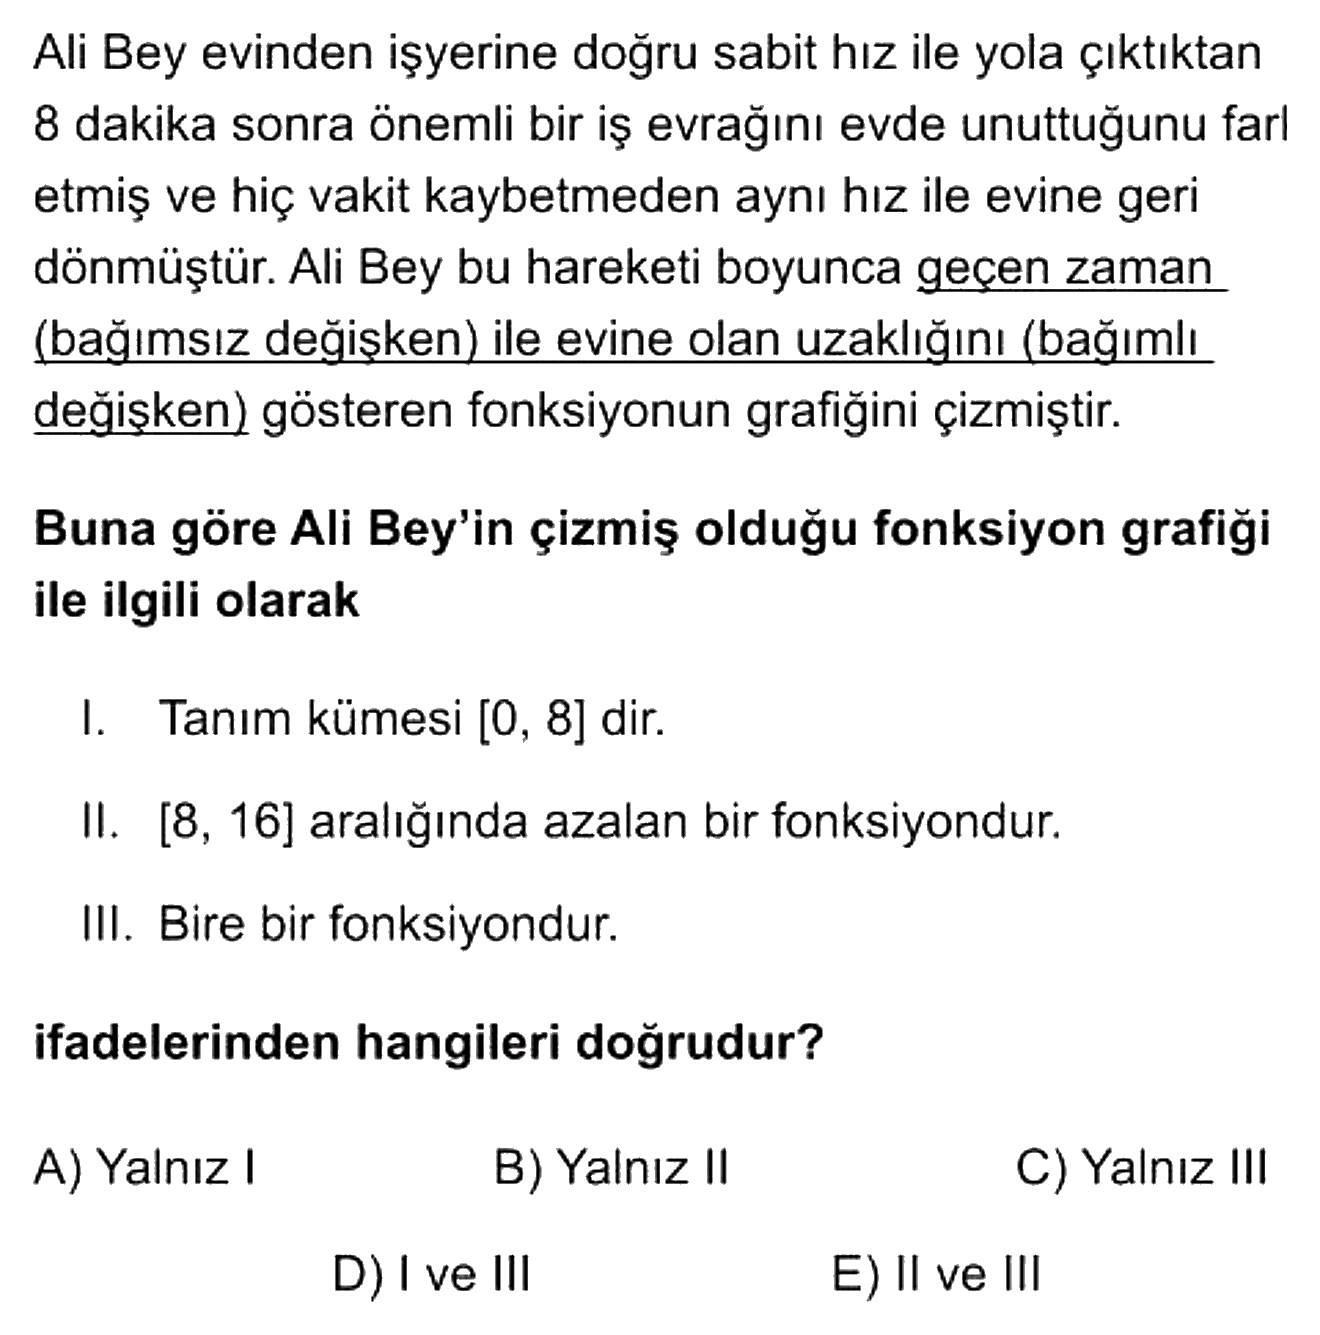 Ali Bey evinden işyerine doğru sabit hız ile yola çıktıktan
8 dakika sonra önemli bir iş evrağını evde unuttuğunu farl
etmiş ve hiç vakit kaybetmeden aynı hız ile evine geri
dönmüştür. Ali Bey bu hareketi boyunca geçen zaman
(bağımsız değişken) ile evine olan uzaklığını (bağımlı
değişken) gösteren fonksiyonun grafiğini çizmiştir.
Buna göre Ali Bey'in çizmiş olduğu fonksiyon grafiği
ile ilgili olarak
I. Tanım kümesi [0, 8] dir.
II. [8, 16] aralığında azalan bir fonksiyondur.
III. Bire bir fonksiyondur.
ifadelerinden hangileri doğrudur?
A) Yalnız I B) Yalnız II C) Yalnız III
D) I ve III E) II ve III